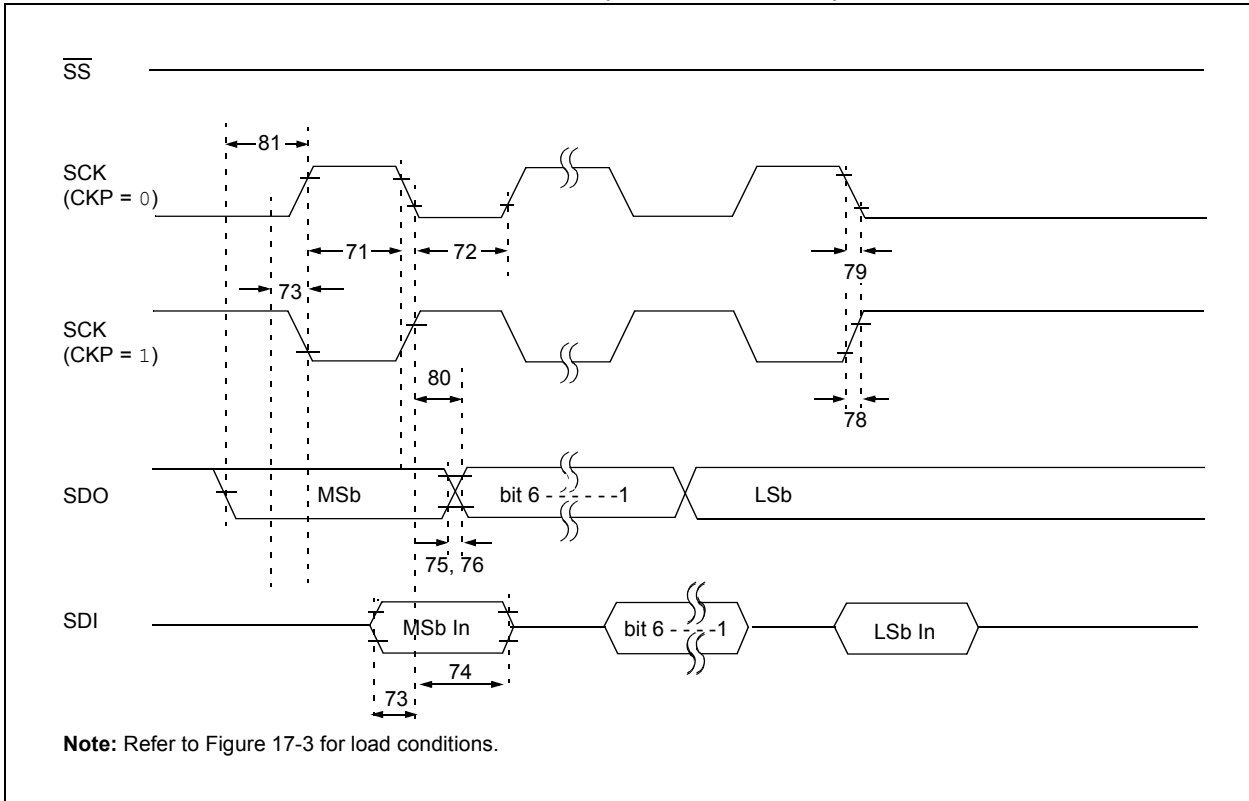 SS
81
SCK
(CKP = 0)
71
72
79
73
SCK
(CKP = 1)
80
78
SDO
MSb
bit 6 - - - - - -1
LSb
75, 76
SDI
MSb In
bit 6 - - - -1
LSb In
74
73
Note: Refer to Figure 17-3 for load conditions.